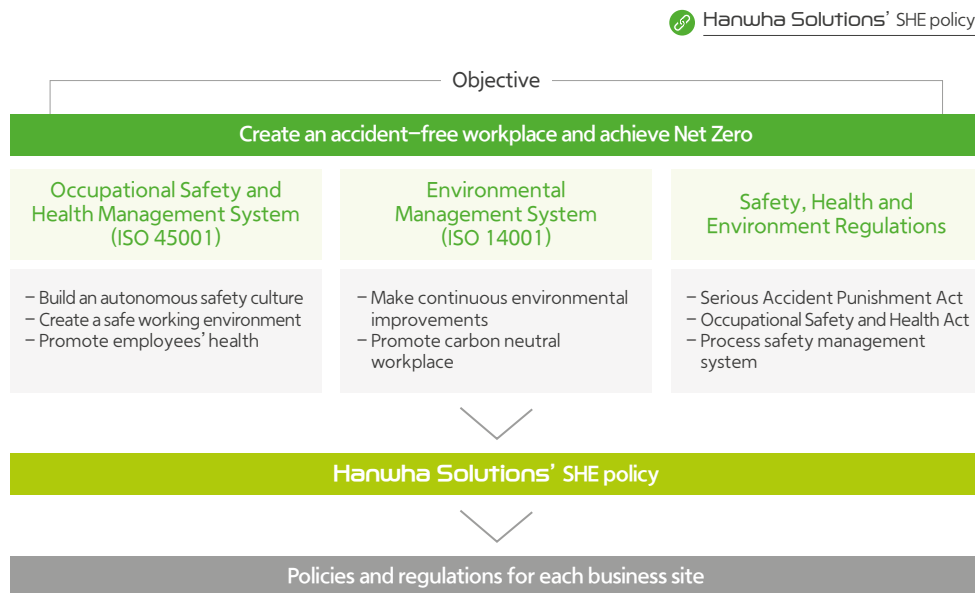 Hanwha Solutions’ SHE policy
Objective
Create an accident-free workplace and achieve Net Zero
Occupational Safety and
Health Management System
(ISO 45001)
Environmental
Management System
(ISO 14001)
Safety, Health and
Environment Regulations
– Build an autonomous safety culture
– Create a safe working environment
– Promote employees’ health
– Make continuous environmental
improvements
– Promote carbon neutral
workplace
– Serious Accident Punishment Act
– Occupational Safety and Health Act
– Process safety management
system
Hanwha Solutions’ SHE policy
Policies and regulations for each business site